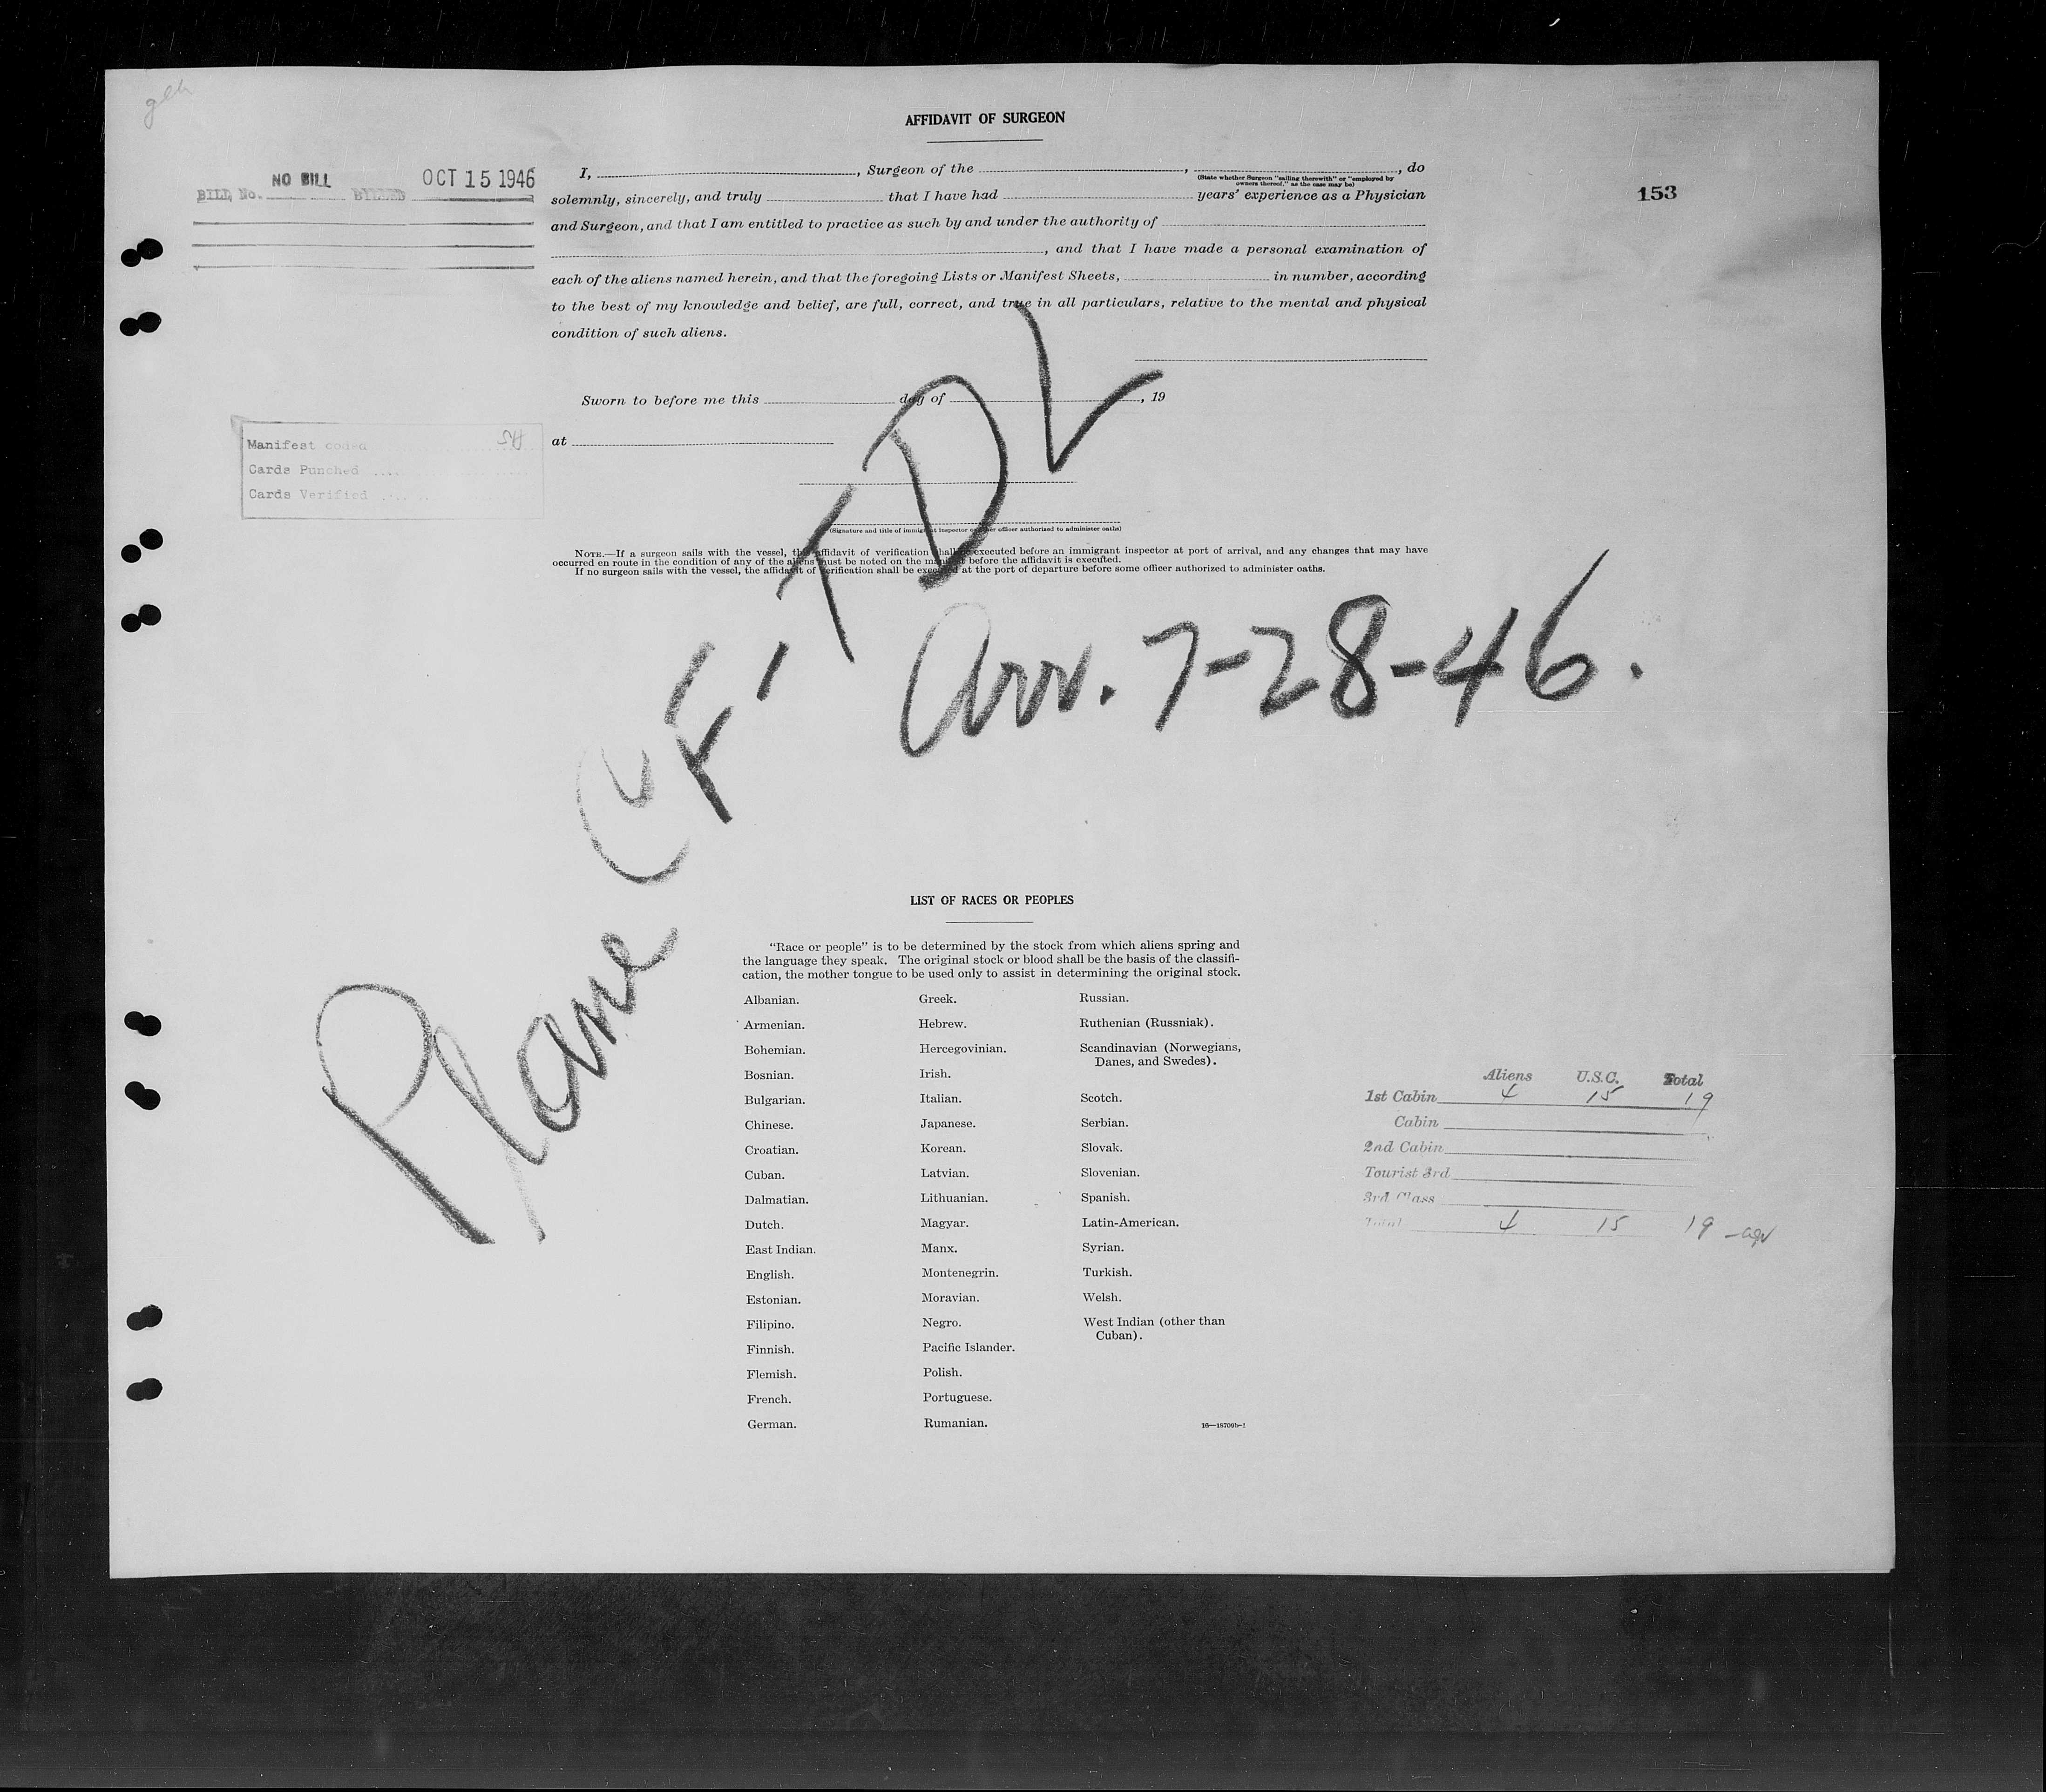 geh
AFFIDAVIT OF SURGEON
BILL No. NO BILL BILLED OCT 15 1946
153
I, , Surgeon of the , , do
(State whether Surgeon "sailing therewith" or "employed by
owners thereof," as the case may be)
solemnly, sincerely, and truly that I have had years' experience as a Physician
and Surgeon, and that I am entitled to practice as such by and under the authority of
, and that I have made a personal examination of
each of the aliens named herein, and that the foregoing Lists or Manifest Sheets, in number, according
to the best of my knowledge and belief, are full, correct, and true in all particulars, relative to the mental and physical
condition of such aliens.
Sworn to before me this day of , 19
at
Manifest coded
Cards Punched
Cards Verified
(Signature and title of immigrant inspector or other officer authorized to administer oaths)
NOTE.—If a surgeon sails with the vessel, this affidavit of verification shall be executed before an immigrant inspector at port of arrival, and any changes that may have
occurred en route in the condition of any of the aliens must be noted on the manifest before the affidavit is executed.
If no surgeon sails with the vessel, the affidavit of verification shall be executed at the port of departure before some officer authorized to administer oaths.
Plane CF-TDL
Arr. 7-28-46.
LIST OF RACES OR PEOPLES
"Race or people" is to be determined by the stock from which aliens spring and
the language they speak. The original stock or blood shall be the basis of the classifi-
cation, the mother tongue to be used only to assist in determining the original stock.
Albanian.
Armenian.
Bohemian.
Bosnian.
Bulgarian.
Chinese.
Croatian.
Cuban.
Dalmatian.
Dutch.
East Indian.
English.
Estonian.
Filipino.
Finnish.
Flemish.
French.
German.
Greek.
Hebrew.
Hercegovinian.
Irish.
Italian.
Japanese.
Korean.
Latvian.
Lithuanian.
Magyar.
Manx.
Montenegrin.
Moravian.
Negro.
Pacific Islander.
Polish.
Portuguese.
Rumanian.
Russian.
Ruthenian (Russniak).
Scandinavian (Norwegians,
Danes, and Swedes).
Scotch.
Serbian.
Slovak.
Slovenian.
Spanish.
Latin-American.
Syrian.
Turkish.
Welsh.
West Indian (other than
Cuban).
16—18709b-1
Aliens U.S.C. Total
1st Cabin 4 15 19
Cabin
2nd Cabin
Tourist 3rd
3rd Class
Total 4 15 19